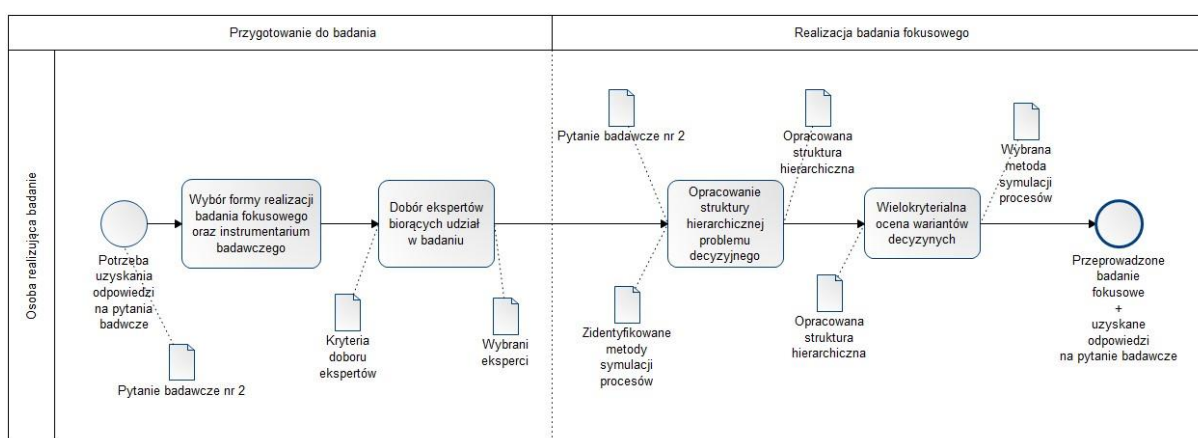 Przygotowanie do badania
Realizacja badania fokusowego
Osoba realizująca badanie
Potrzeba
uzyskania
odpowiedzi
na pytania
badwcze
Pytanie badawcze nr 2
Wybór formy realizacji
badania fokusowego
oraz instrumentarium
badawczego
Kryteria
doboru
ekspertów
Dobór ekspertów
biorących udział w
badaniu
Wybrani
eksperci
Pytanie badawcze nr 2
Zidentyfikowane
metody
symulacji
procesów
Opracowanie
struktury
hierarchicznej
problemu
decyzyjnego
Opracowana
struktura
hierarchiczna
Opracowana
struktura
hierarchiczna
Wielokryterialna
ocena wariantów
decyzynych
Wybrana
metoda
symulacji
procesów
Przeprowadzone
badanie
fokusowe
+
uzyskane
odpowiedzi
na pytanie badawcze